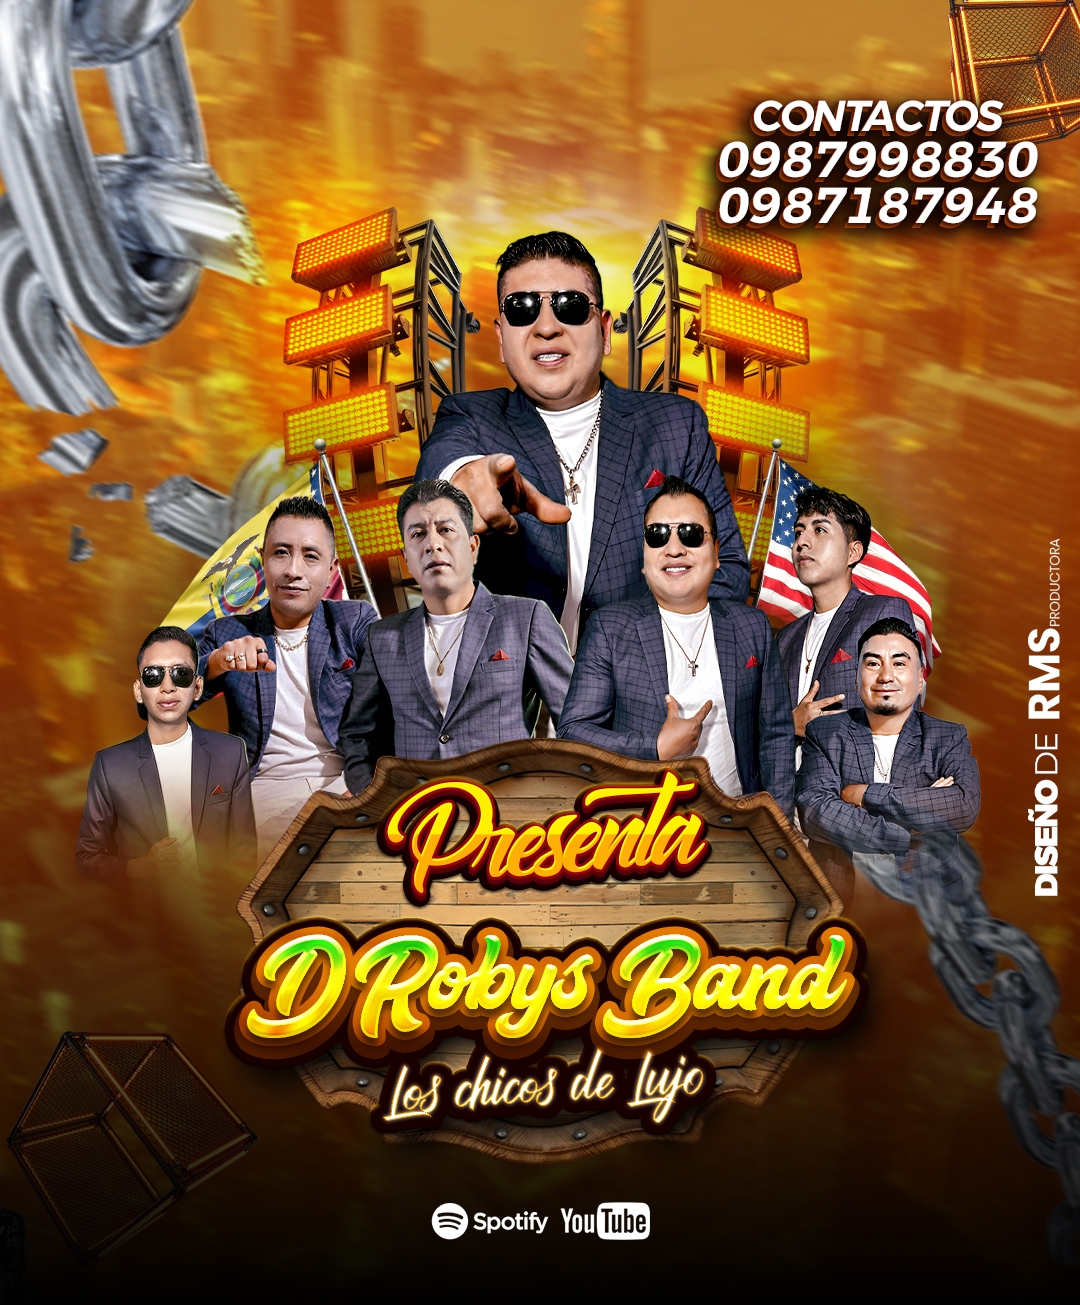 CONTACTOS
0987998830
0987187948
Presenta
D Robys Band
Los chicos de Lujo
Spotify YouTube
DISEÑO DE RMS PRODUCTORA